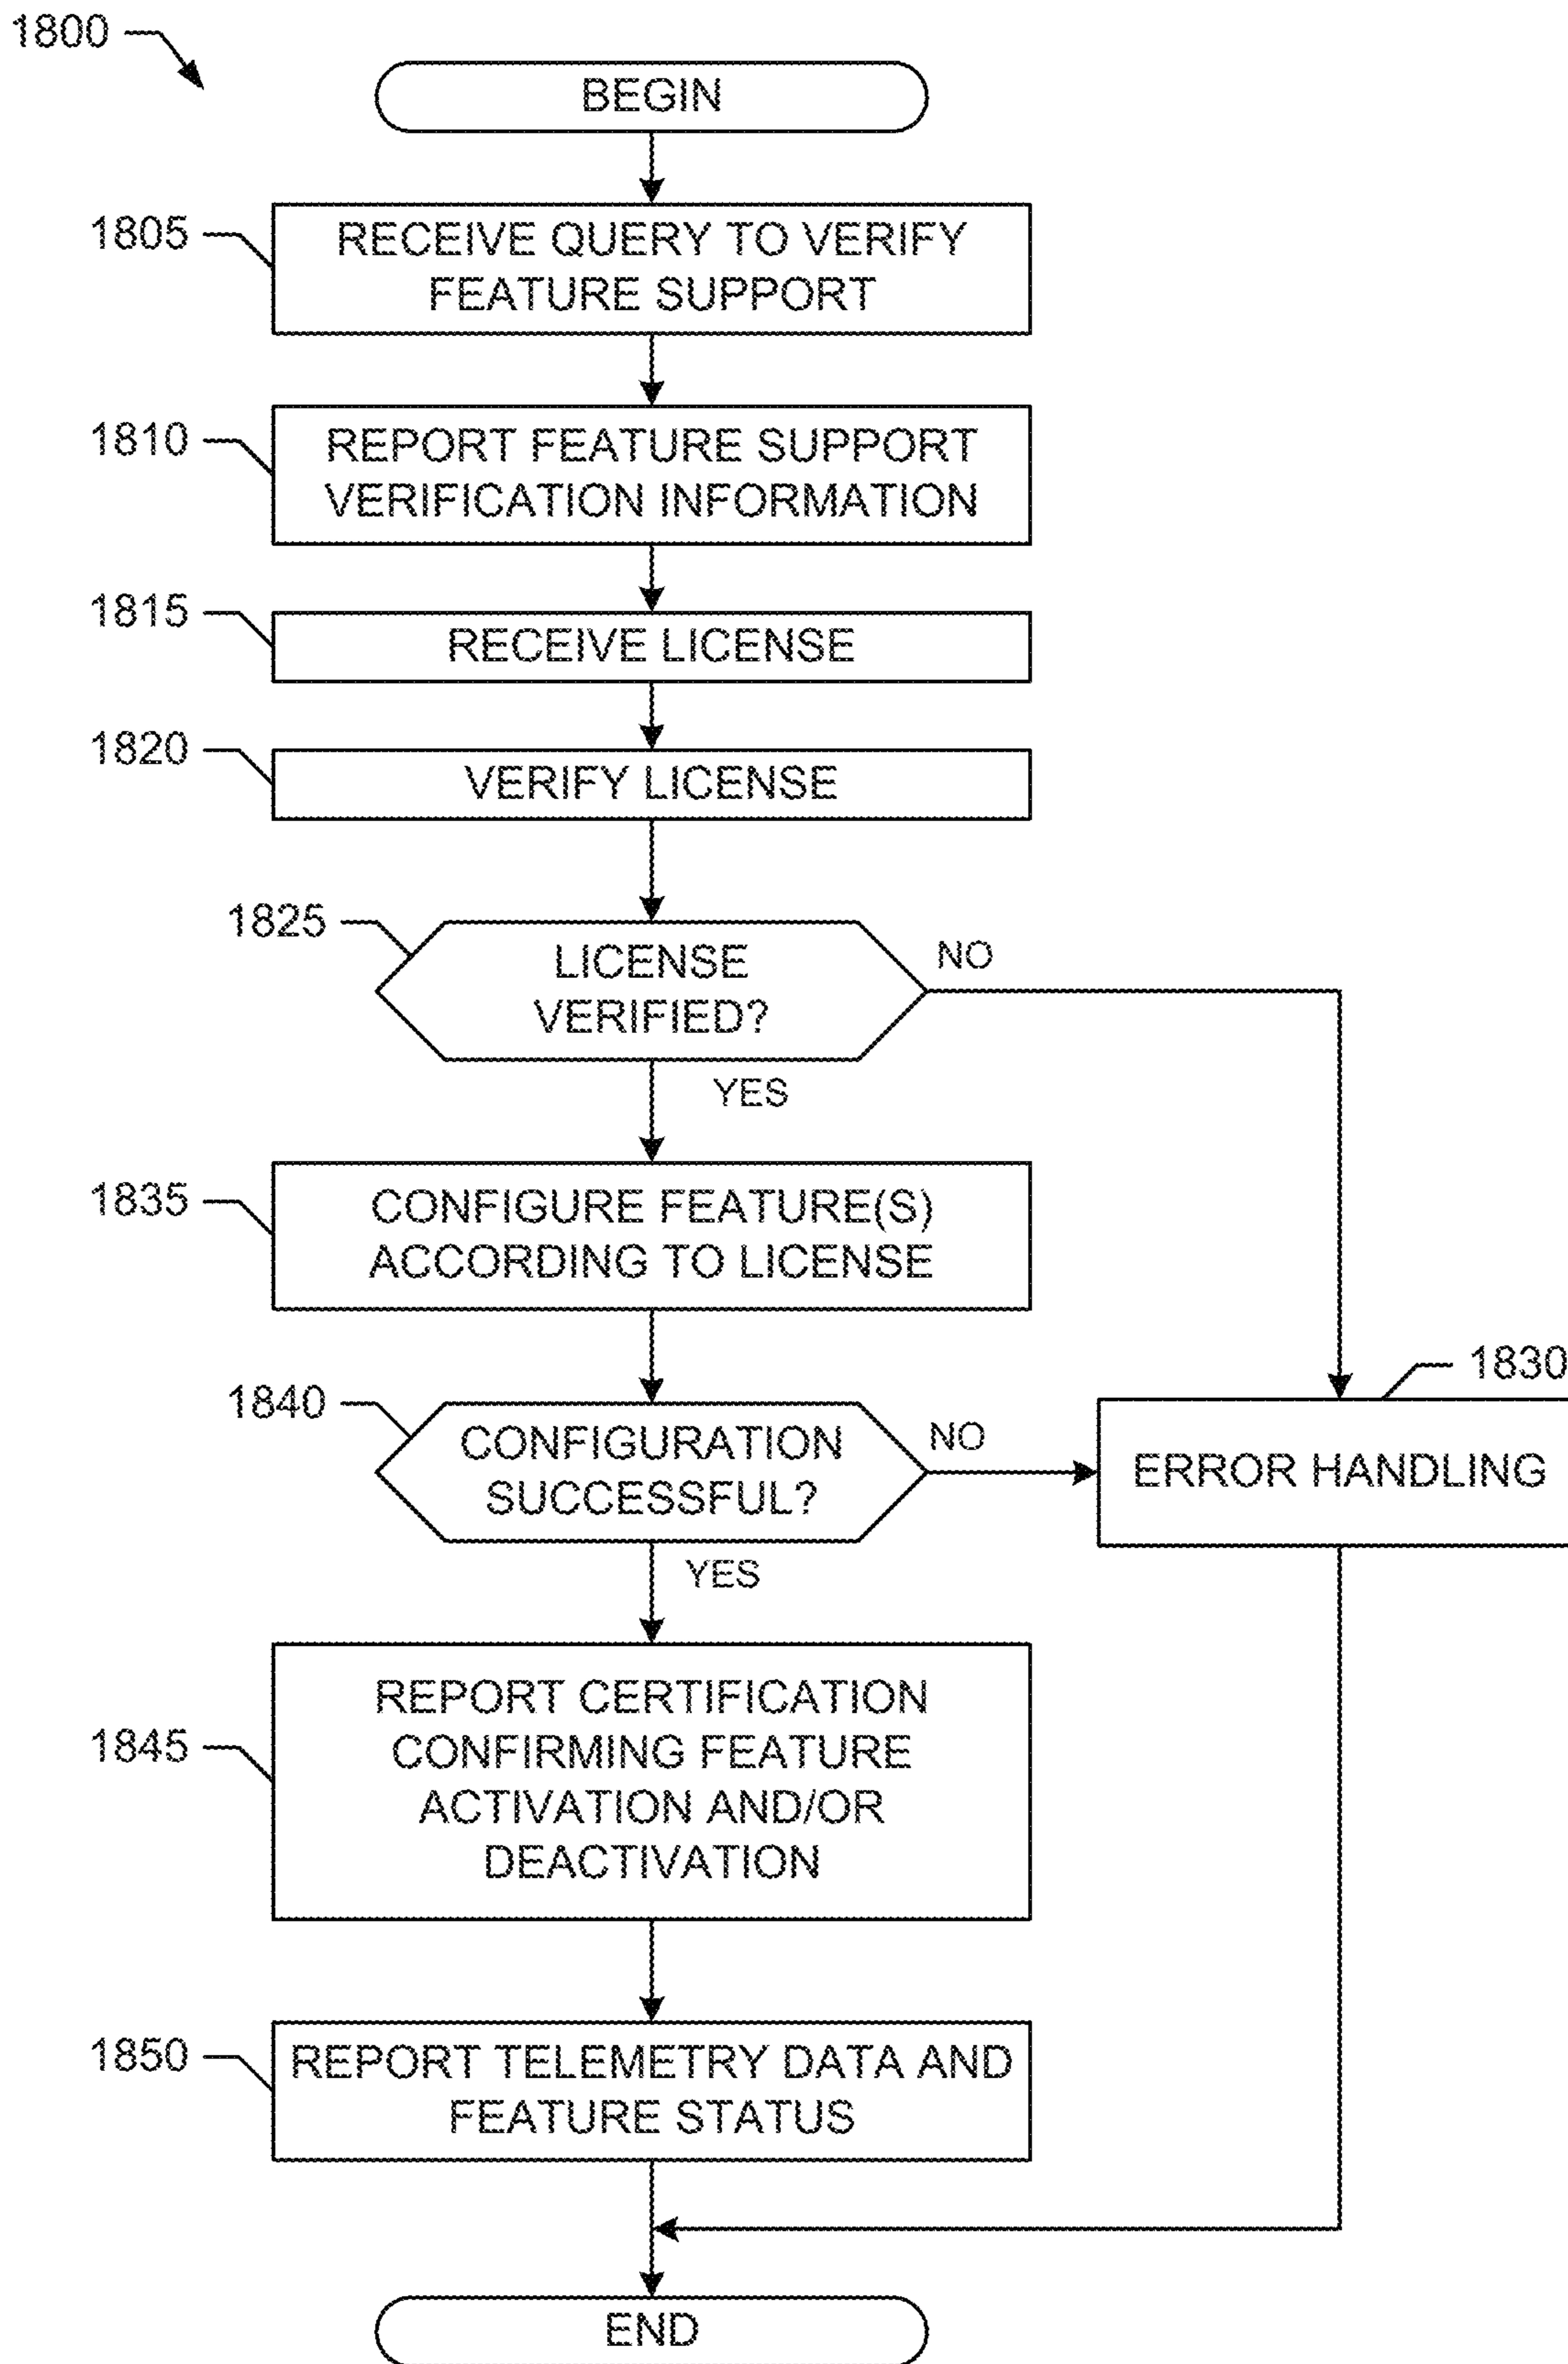 1800
BEGIN
1805
RECEIVE QUERY TO VERIFY
FEATURE SUPPORT
1810
REPORT FEATURE SUPPORT
VERIFICATION INFORMATION
1815
RECEIVE LICENSE
1820
VERIFY LICENSE
1825
LICENSE
VERIFIED?
NO
YES
1835
CONFIGURE FEATURE(S)
ACCORDING TO LICENSE
1840
CONFIGURATION
SUCCESSFUL?
NO
1830
ERROR HANDLING
YES
1845
REPORT CERTIFICATION
CONFIRMING FEATURE
ACTIVATION AND/OR
DEACTIVATION
1850
REPORT TELEMETRY DATA AND
FEATURE STATUS
END